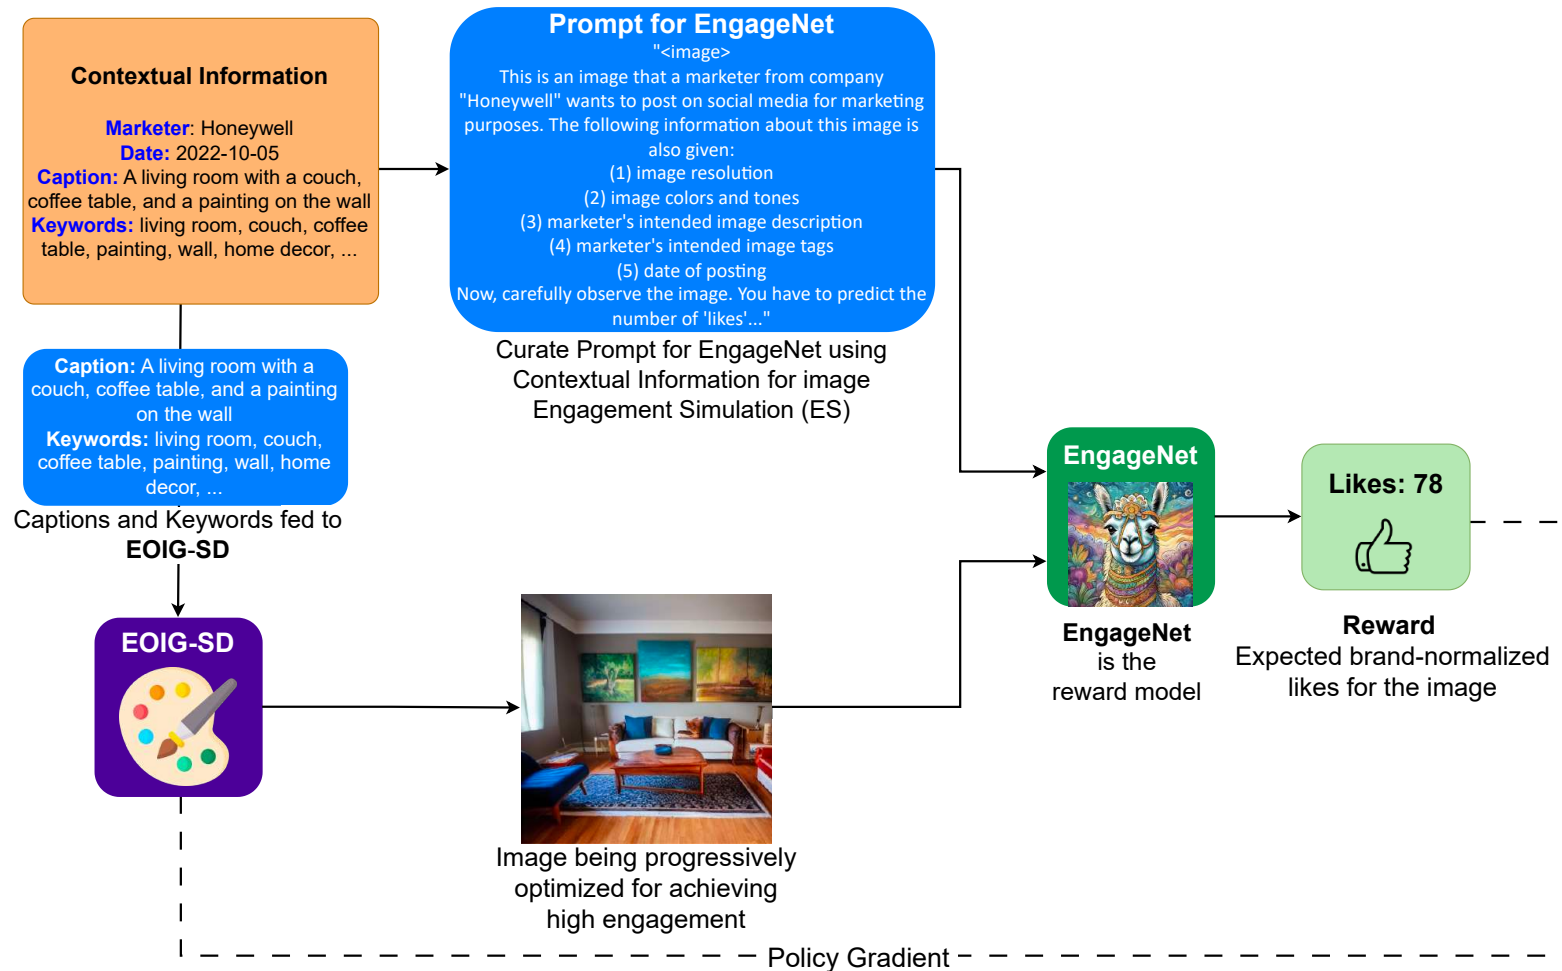 Contextual Information
Marketer: Honeywell
Date: 2022-10-05
Caption: A living room with a couch,
coffee table, and a painting on the wall
Keywords: living room, couch, coffee
table, painting, wall, home decor, ...
Prompt for EngageNet
"<image>
This is an image that a marketer from company
"Honeywell" wants to post on social media for marketing
purposes. The following information about this image is
also given:
(1) image resolution
(2) image colors and tones
(3) marketer's intended image description
(4) marketer's intended image tags
(5) date of posting
Now, carefully observe the image. You have to predict the
number of 'likes'..."
Curate Prompt for EngageNet using
Contextual Information for image
Engagement Simulation (ES)
Caption: A living room with a
couch, coffee table, and a painting
on the wall
Keywords: living room, couch,
coffee table, painting, wall, home
decor, ...
Captions and Keywords fed to
EOIG-SD
EOIG-SD
Image being progressively
optimized for achieving
high engagement
EngageNet
EngageNet
is the
reward model
Likes: 78
Reward
Expected brand-normalized
likes for the image
Policy Gradient